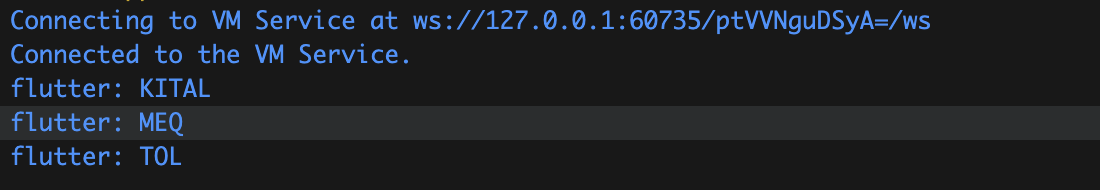 Connecting to VM Service at ws://127.0.0.1:60735/ptVVNguDSyA=/ws
Connected to the VM Service.
flutter: KITAL
flutter: MEQ
flutter: TOL